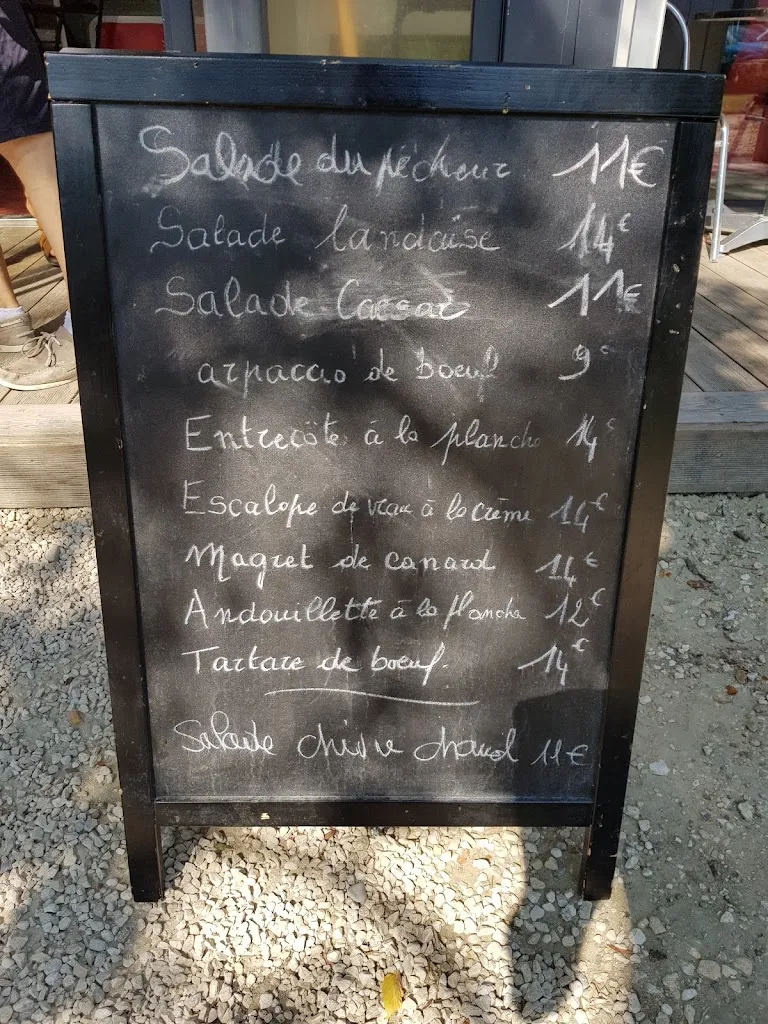 Salade du pêcheur 11€
Salade landaise 14€
Salade Caesar 11€
arpaccio de boeuf 9€
Entrecôte à la plancha 14€
Escalope de veau à la crème 14€
Magret de canard 14€
Andouillette à la plancha 12€
Tartare de boeuf 14€
Salade chèvre chaud 11€